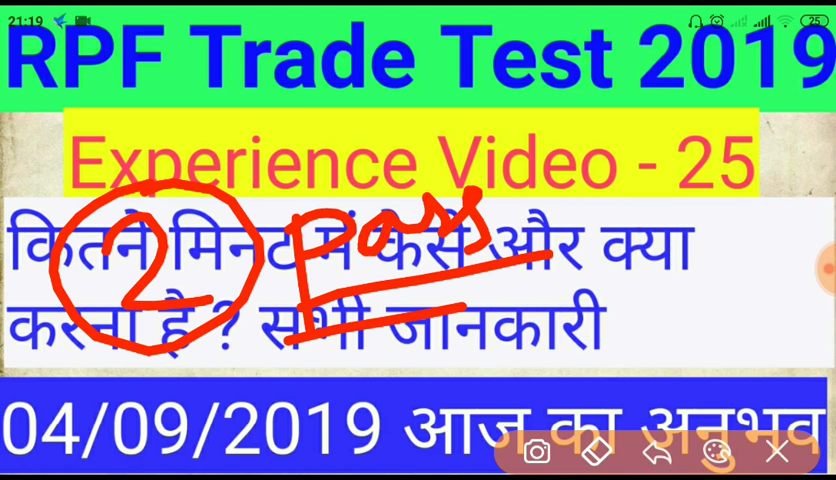 21:19 25
RPF Trade Test 2019
Experience Video - 25
कितने मिनट में कैसे और क्या
2 pass
करना है ? सभी जानकारी
04/09/2019 आज का अनुभव